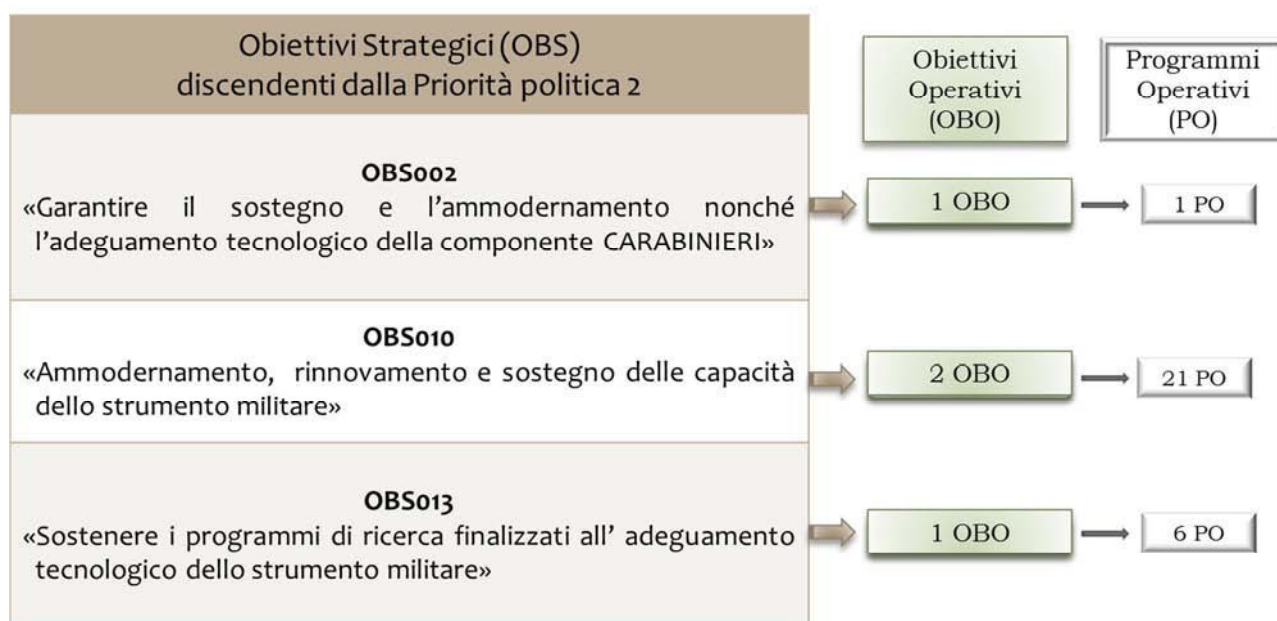 Obiettivi Strategici (OBS)
discendenti dalla Priorità politica 2
Obiettivi
Operativi
(OBO)
Programmi
Operativi
(PO)
OBS002
«Garantire il sostegno e l'ammodernamento nonché
l'adeguamento tecnologico della componente CARABINIERI»
1 OBO
1 PO
OBS010
«Ammodernamento, rinnovamento e sostegno delle capacità
dello strumento militare»
2 OBO
21 PO
OBS013
«Sostenere i programmi di ricerca finalizzati all' adeguamento
tecnologico dello strumento militare»
1 OBO
6 PO